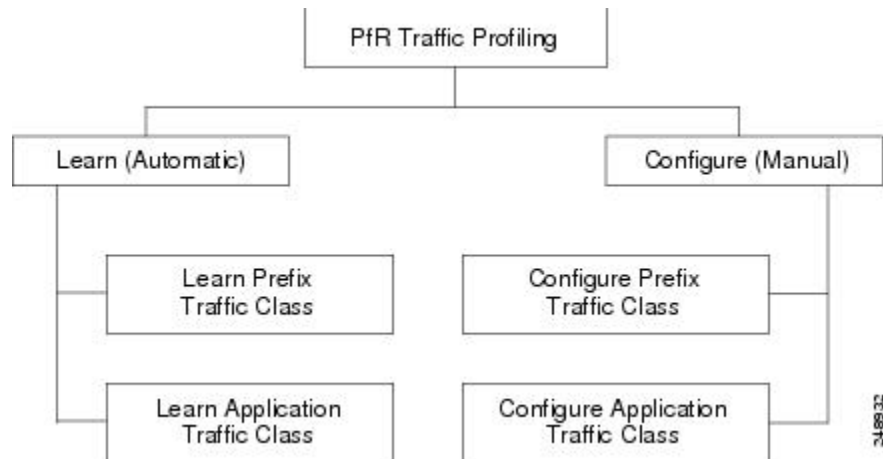 PfR Traffic Profiling
Learn (Automatic)
Configure (Manual)
Learn Prefix
Traffic Class
Configure Prefix
Traffic Class
Learn Application
Traffic Class
Configure Application
Traffic Class
248932